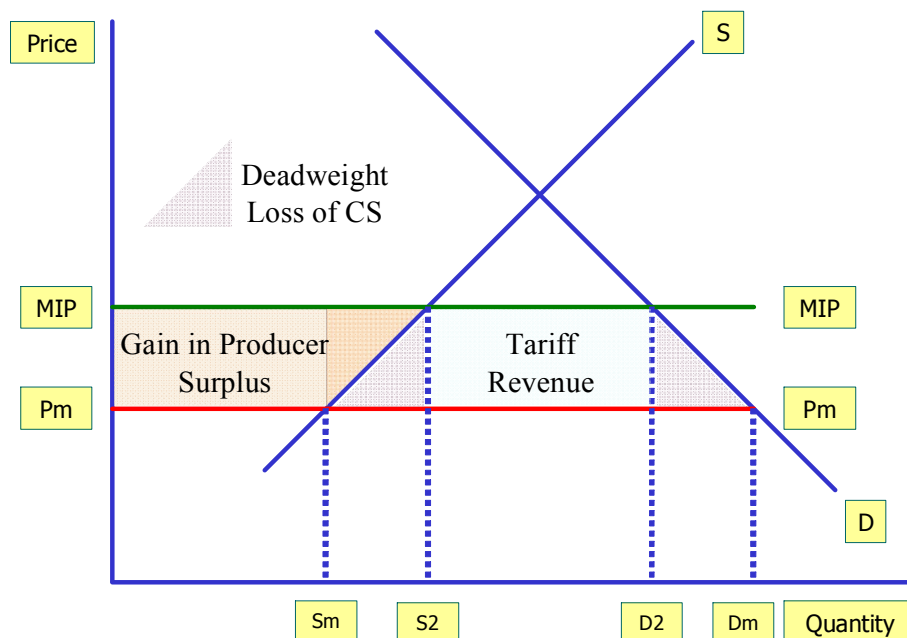 Price
S
Deadweight
Loss of CS
MIP
MIP
Gain in Producer
Surplus
Tariff
Revenue
Pm
Pm
D
Sm
S2
D2
Dm
Quantity